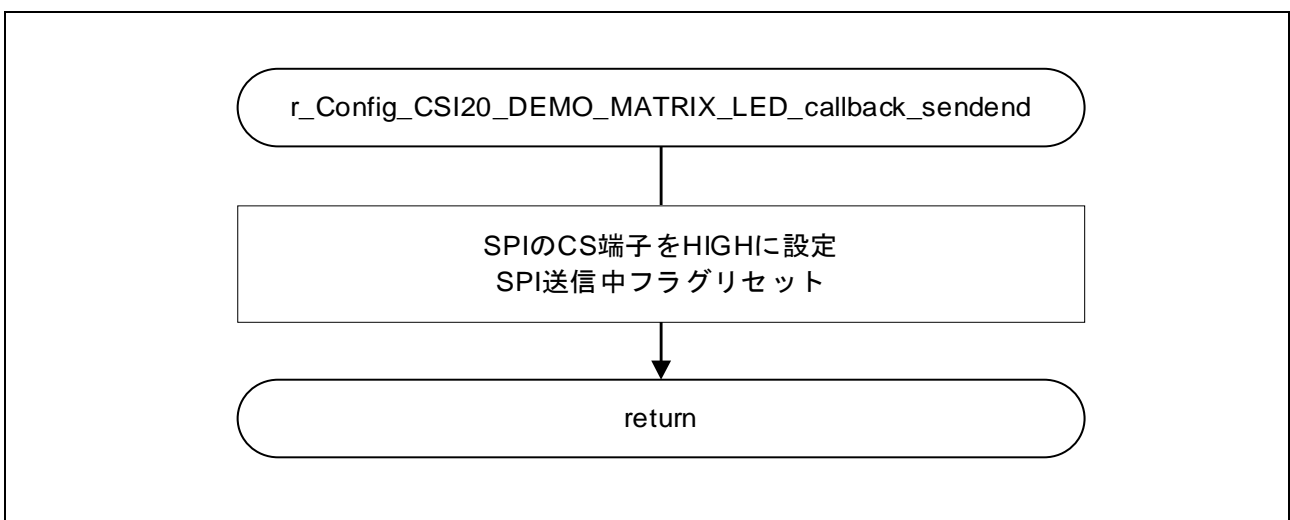 r_Config_CSI20_DEMO_MATRIX_LED_callback_sendend
SPIのCS端子をHIGHに設定
SPI送信中フラグリセット
return